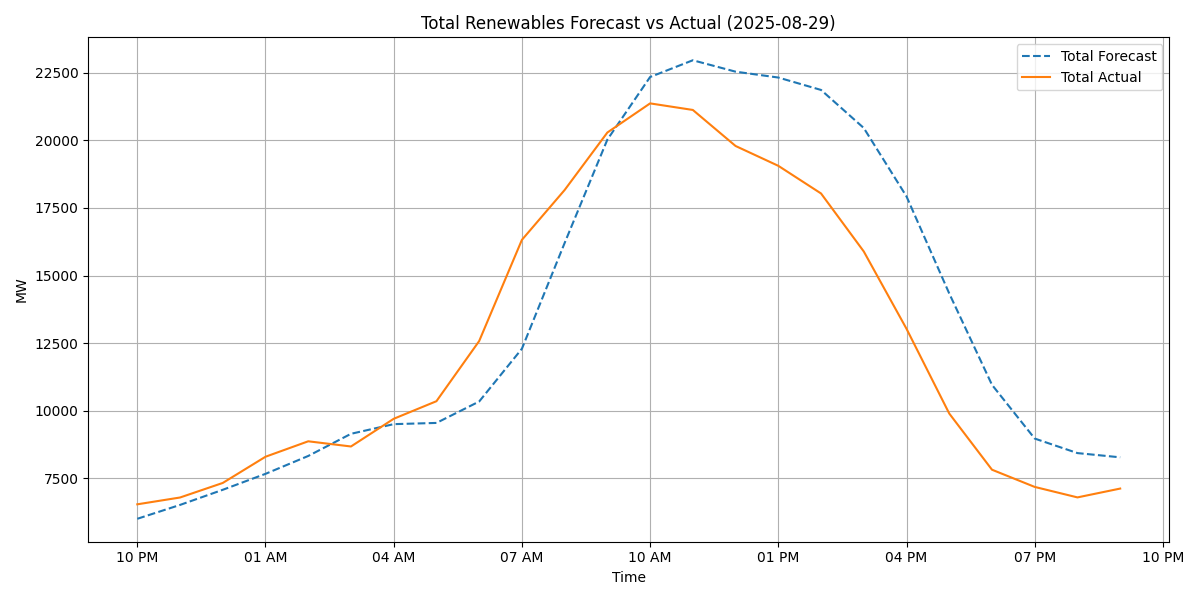 Total Renewables Forecast vs Actual (2025-08-29)
Total Forecast
Total Actual
22500
20000
17500
15000
12500
10000
7500
MW
10 PM 01 AM 04 AM 07 AM 10 AM 01 PM 04 PM 07 PM 10 PM
Time